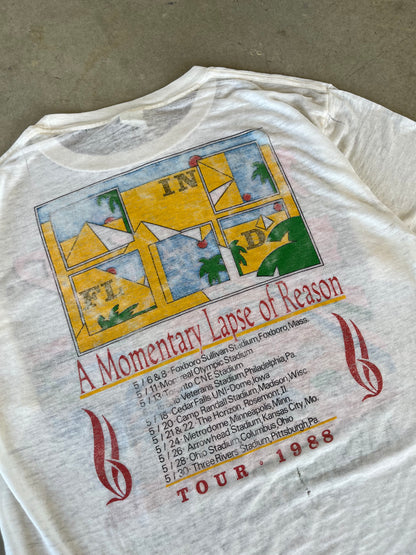 IN
FL
D
A Momentary Lapse of Reason
5/6&8-Foxboro Sullivan Stadium, Foxboro, Mass.
5/11-Montreal Olympic Stadium
5/13 CNE Stadium
Veterans Stadium, Philadelphia, Pa.
5/18-Cedar Falls UNI-Dome, Iowa
5/20-Camp Randall Stadium, Madison, Wisc.
5/21&22-The Horizon, Rosemont, Il.
5/24-Metrodome, Minneapolis, Minn.
5/26-Arrowhead Stadium, Kansas City, Mo.
5/28-Ohio Stadium, Columbus, Ohio
5/30-Three Rivers Stadium, Pittsburgh, Pa.
TOUR • 1988